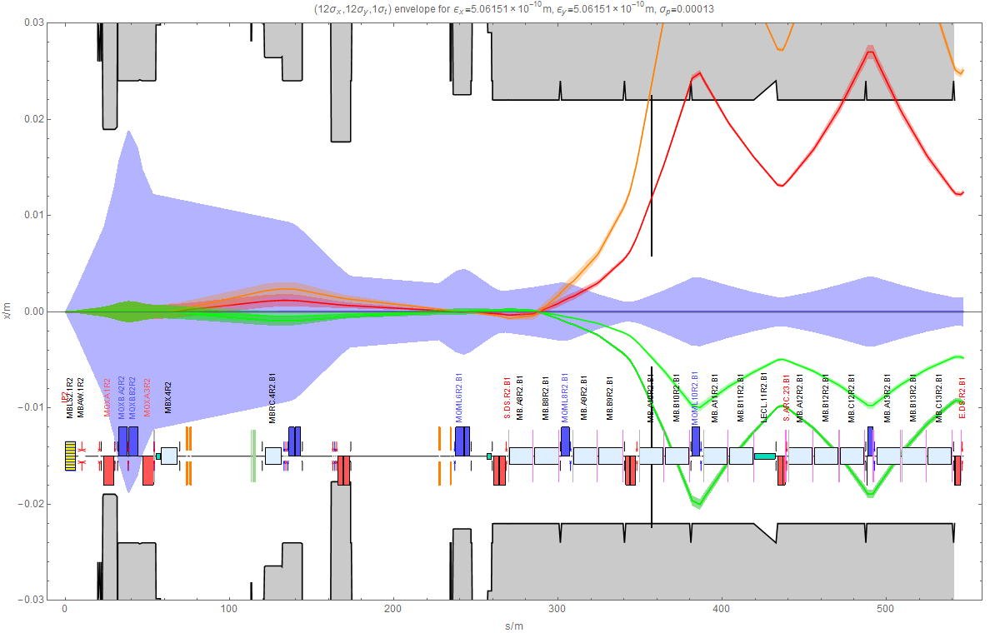 (12σx,12σy,1σt) envelope for ϵx=5.06151×10⁻¹⁰m, ϵy=5.06151×10⁻¹⁰m, σp=0.00013
0.03
0.02
0.01
0.00
-0.01
-0.02
-0.03
x/m
MBAW.1R2
MQXA.1R2
MQXB.A2R2
MQXB.B2R2
MQXA.3R2
MBX.4R2
MBRC.4R2.B1
MQML.6R2.B1
S.DS.R2.B1
MB.A8R2.B1
MB.B8R2.B1
MQML.8R2.B1
MB.A9R2.B1
MB.B9R2.B1
MB.A10R2.B1
MB.B10R2.B1
MQML.10R2.B1
MB.A11R2.B1
MB.B11R2.B1
LECL.11R2.B1
S.ARC.23.B1
MB.A12R2.B1
MB.B12R2.B1
MB.C12R2.B1
MB.A13R2.B1
MB.B13R2.B1
MB.C13R2.B1
E.DS.R2.B1
0
100
200
300
400
500
s/m